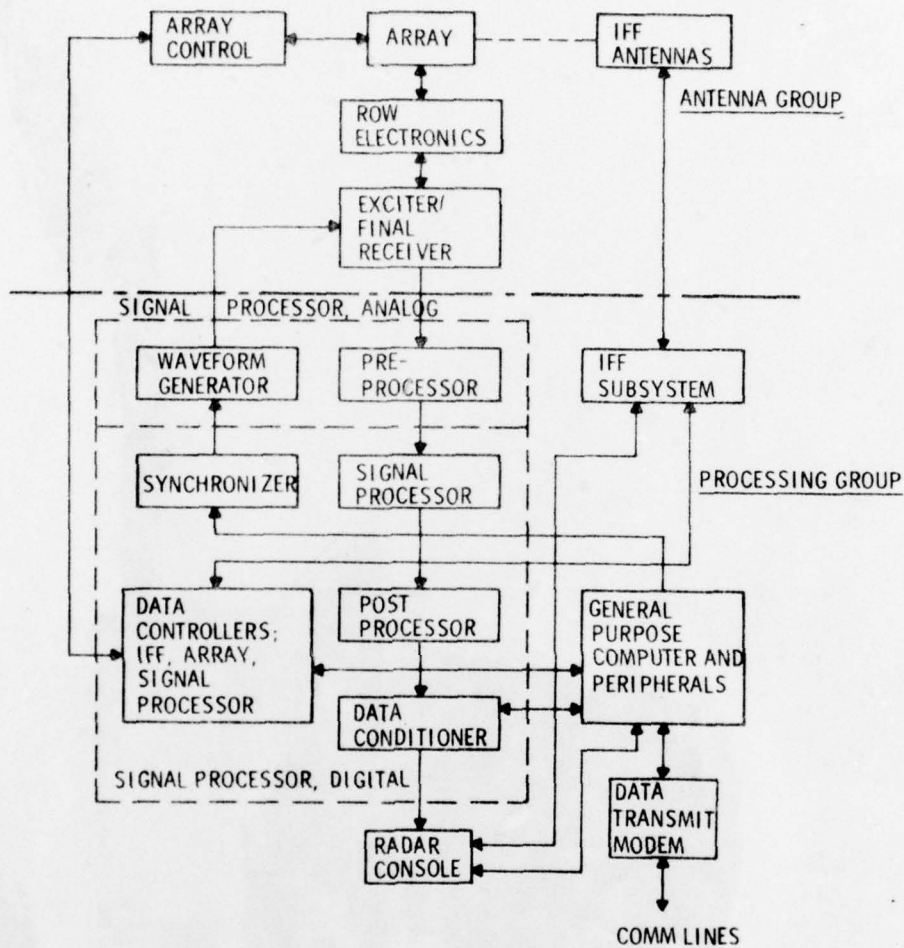 ARRAY
CONTROL
ARRAY
IFF
ANTENNAS
ANTENNA GROUP
ROW
ELECTRONICS
EXCITER/
FINAL
RECEIVER
SIGNAL PROCESSOR, ANALOG
WAVEFORM
GENERATOR
PRE-
PROCESSOR
IFF
SUBSYSTEM
SYNCHRONIZER
SIGNAL
PROCESSOR
PROCESSING GROUP
DATA
CONTROLLERS;
IFF, ARRAY,
SIGNAL
PROCESSOR
POST
PROCESSOR
GENERAL
PURPOSE
COMPUTER AND
PERIPHERALS
DATA
CONDITIONER
SIGNAL PROCESSOR, DIGITAL
RADAR
CONSOLE
DATA
TRANSMIT
MODEM
COMM LINES